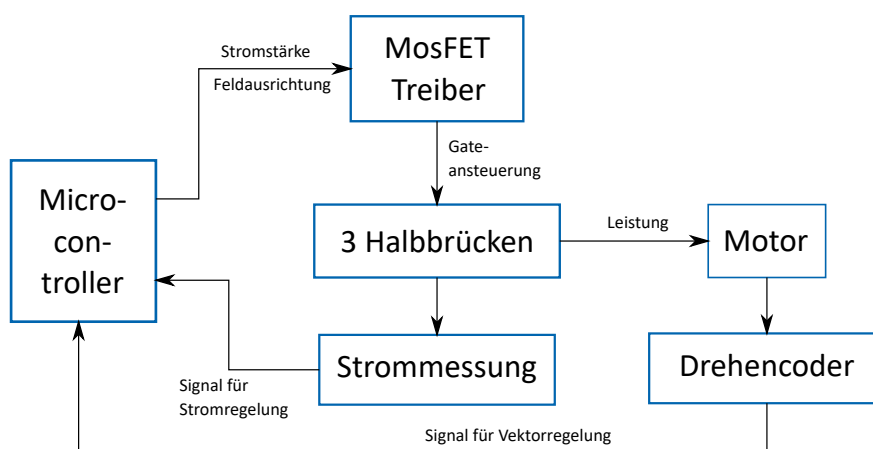 Stromstärke
Feldausrichtung
MosFET
Treiber
Gate-
ansteuerung
Micro-
con-
troller
3 Halbbrücken
Leistung
Motor
Strommessung
Drehencoder
Signal für
Stromregelung
Signal für Vektorregelung